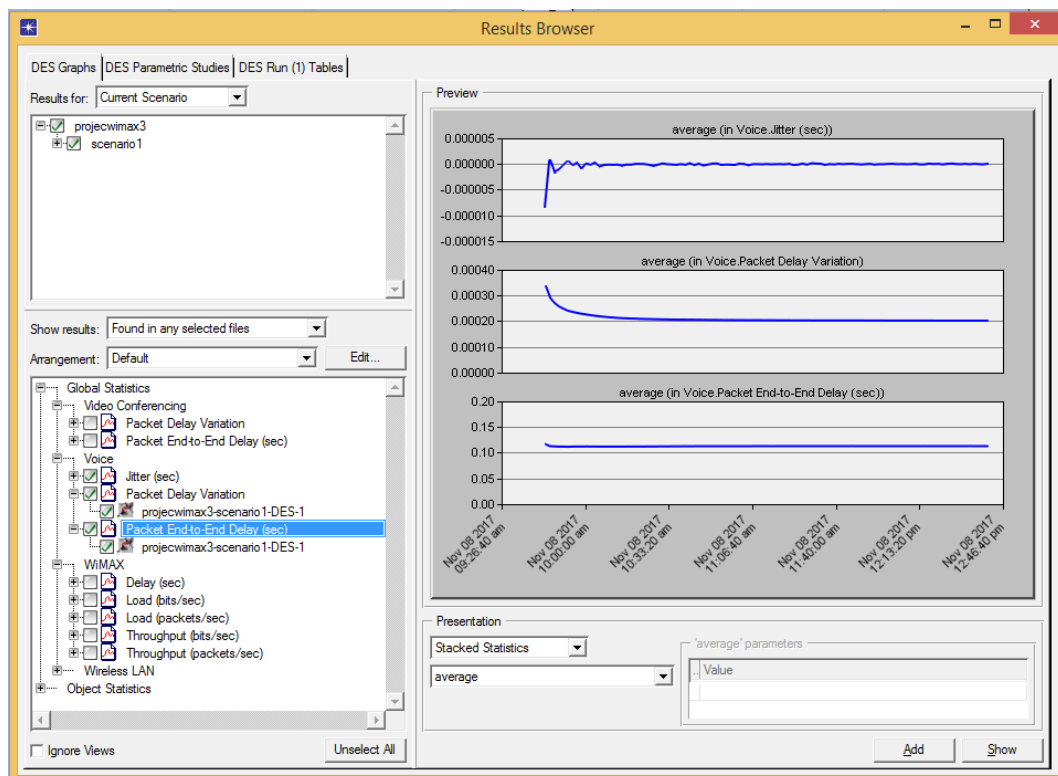 Results Browser
DES Graphs DES Parametric Studies DES Run (1) Tables
Results for: Current Scenario
projecwimax3
scenario1
Show results: Found in any selected files
Arrangement: Default Edit...
Global Statistics
Video Conferencing
Packet Delay Variation
Packet End-to-End Delay (sec)
Voice
Jitter (sec)
Packet Delay Variation
projecwimax3-scenario1-DES-1
Packet End-to-End Delay (sec)
projecwimax3-scenario1-DES-1
WiMAX
Delay (sec)
Load (bits/sec)
Load (packets/sec)
Throughput (bits/sec)
Throughput (packets/sec)
Wireless LAN
Object Statistics
Ignore Views Unselect All
Preview
average (in Voice.Jitter (sec))
0.000005
0.000000
-0.000005
-0.000010
-0.000015
average (in Voice.Packet Delay Variation)
0.00040
0.00030
0.00020
0.00010
0.00000
average (in Voice.Packet End-to-End Delay (sec))
0.20
0.15
0.10
0.05
0.00
Nov 08 2017
09:26:40 am
Nov 08 2017
10:00:00 am
Nov 08 2017
10:33:20 am
Nov 08 2017
11:06:40 am
Nov 08 2017
11:40:00 am
Nov 08 2017
12:13:20 pm
Nov 08 2017
12:46:40 pm
Presentation
Stacked Statistics
average
'average' parameters
.. Value
Add Show